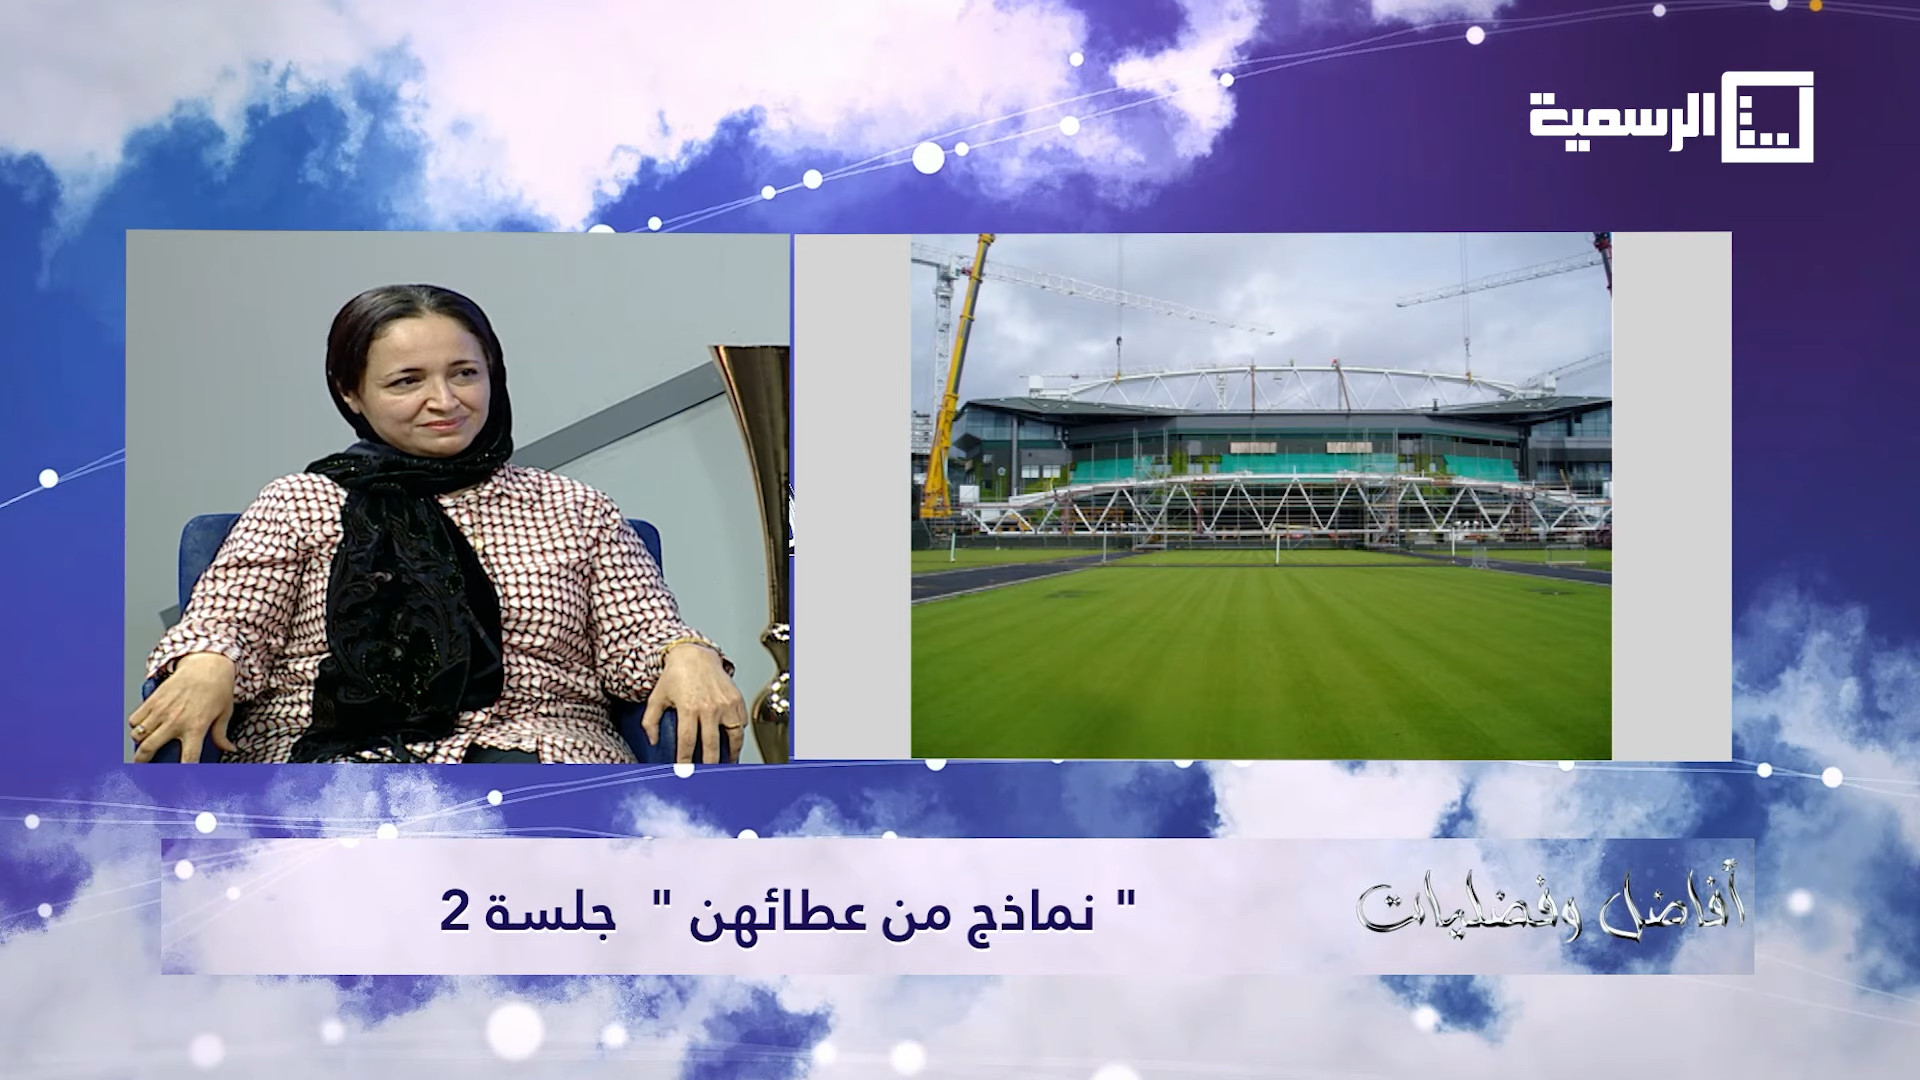 الرسمية
أفاضل وفضليات
" نماذج من عطائهن " جلسة 2